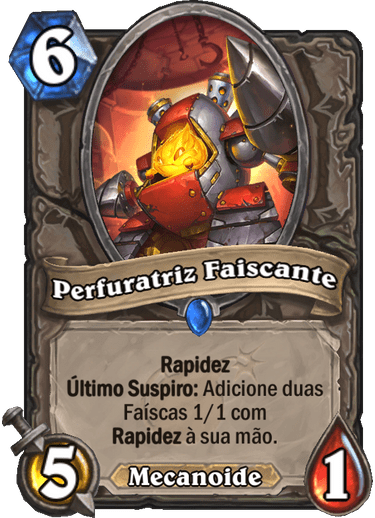 6
Perfuratriz Faiscante
Rapidez
Último Suspiro: Adicione duas
Faíscas 1/1 com
Rapidez à sua mão.
5
Mecanoide
1